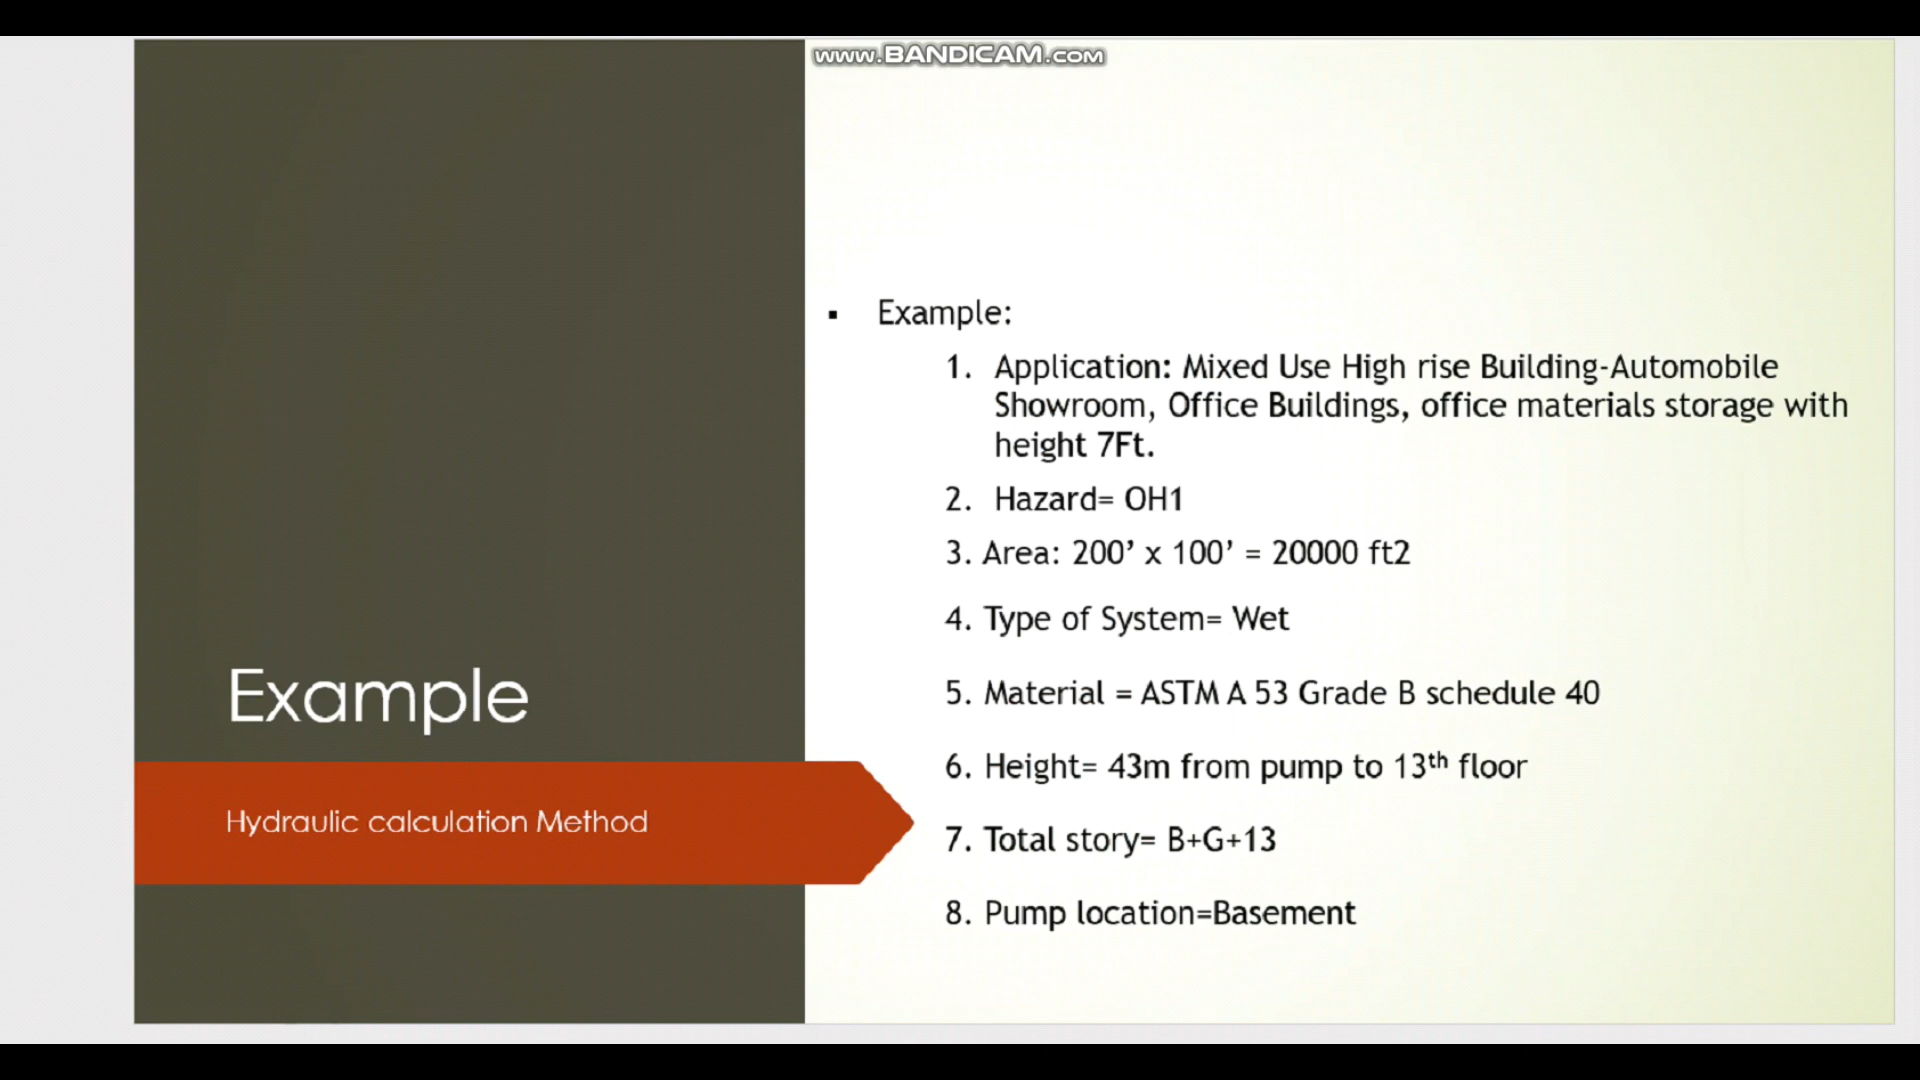 www.BANDICAM.com
▪ Example:
1. Application: Mixed Use High rise Building-Automobile
Showroom, Office Buildings, office materials storage with
height 7Ft.
2. Hazard= OH1
3. Area: 200’ x 100’ = 20000 ft2
4. Type of System= Wet
5. Material = ASTM A 53 Grade B schedule 40
6. Height= 43m from pump to 13th floor
7. Total story= B+G+13
8. Pump location=Basement
Example
Hydraulic calculation Method